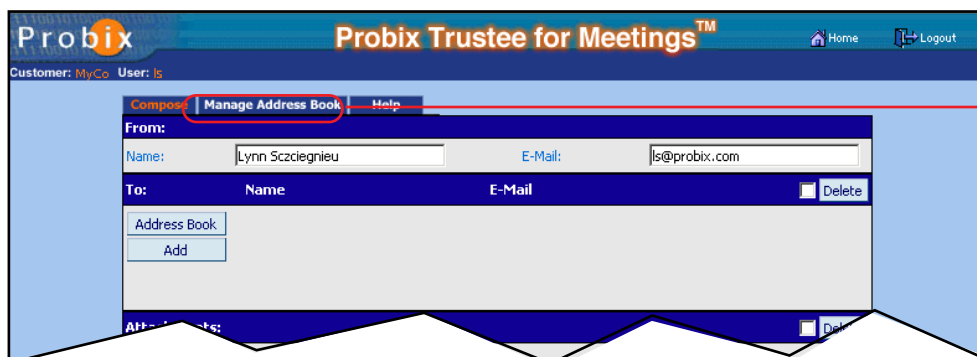 Probix
Probix Trustee for Meetings™
Home
Logout
Customer: MyCo User: ls
Compose
Manage Address Book
Help
From:
Name: Lynn Sczciegnieu E-Mail: ls@probix.com
To: Name E-Mail Delete
Address Book
Add